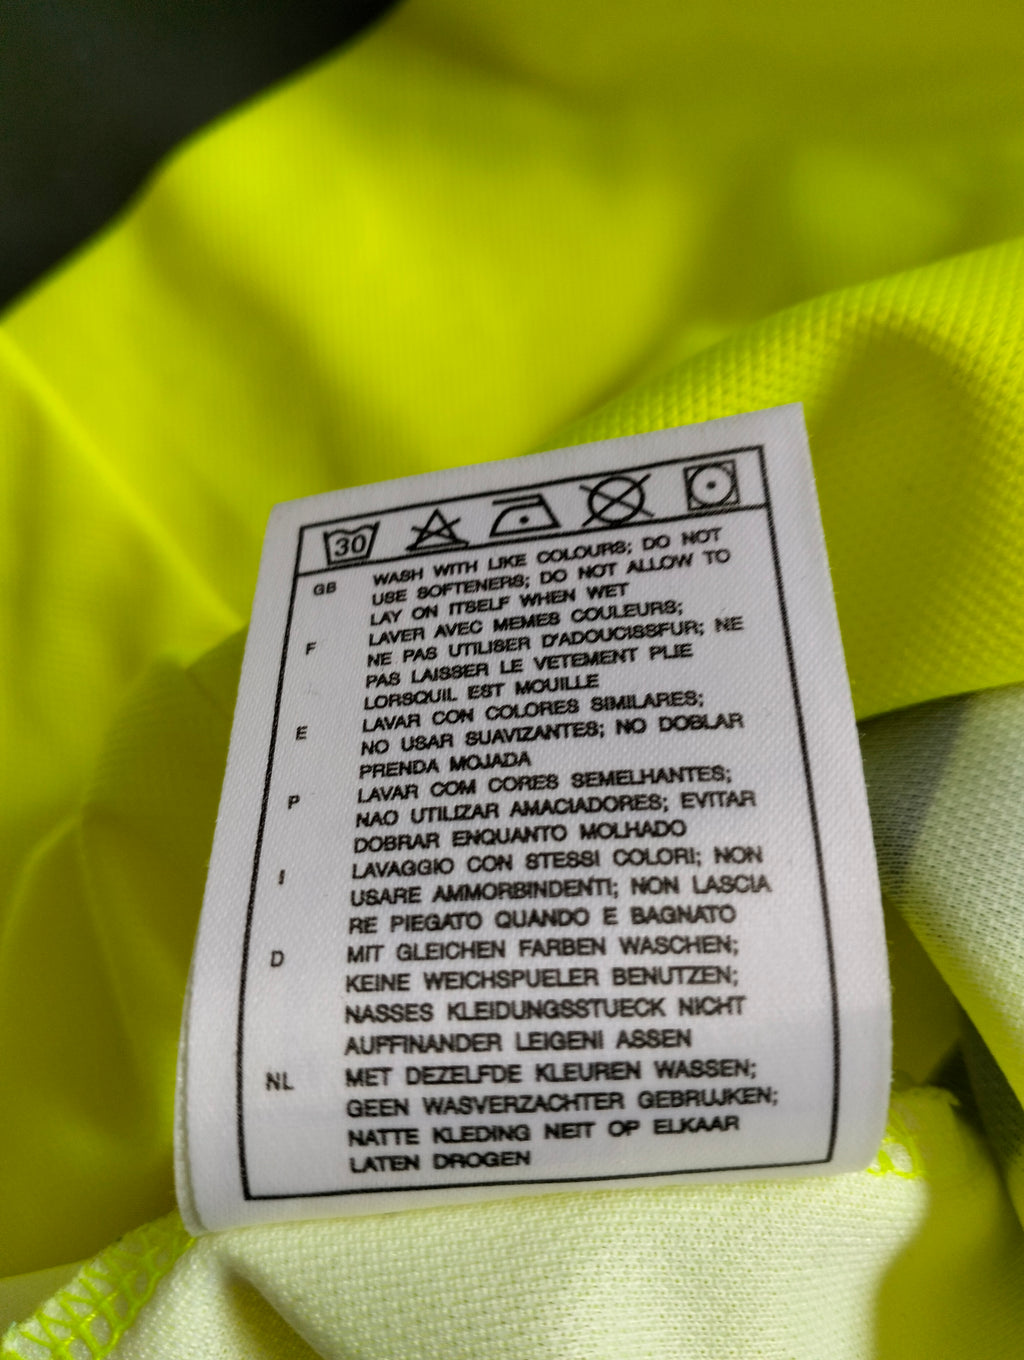 30
GB WASH WITH LIKE COLOURS; DO NOT
USE SOFTENERS; DO NOT ALLOW TO
LAY ON ITSELF WHEN WET
F LAVER AVEC MEMES COULEURS;
NE PAS UTILISER D'ADOUCISSFUR; NE
PAS LAISSER LE VETEMENT PLIE
LORSQUIL EST MOUILLE
E LAVAR CON COLORES SIMILARES;
NO USAR SUAVIZANTES; NO DOBLAR
PRENDA MOJADA
P LAVAR COM CORES SEMELHANTES;
NAO UTILIZAR AMACIADORES; EVITAR
DOBRAR ENQUANTO MOLHADO
I LAVAGGIO CON STESSI COLORI; NON
USARE AMMORBINDENTI; NON LASCIA
RE PIEGATO QUANDO E BAGNATO
D MIT GLEICHEN FARBEN WASCHEN;
KEINE WEICHSPUELER BENUTZEN;
NASSES KLEIDUNGSSTUECK NICHT
AUFFINANDER LEIGENI ASSEN
NL MET DEZELFDE KLEUREN WASSEN;
GEEN WASVERZACHTER GEBRUJKEN;
NATTE KLEDING NEIT OP ELKAAR
LATEN DROGEN